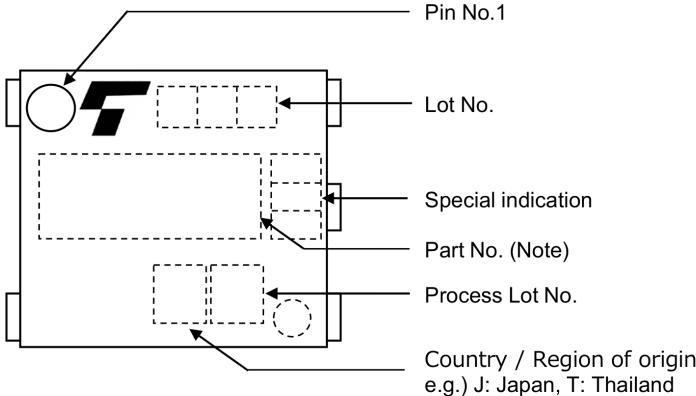 Pin No.1
Lot No.
Special indication
Part No. (Note)
Process Lot No.
Country / Region of origin
e.g.) J: Japan, T: Thailand